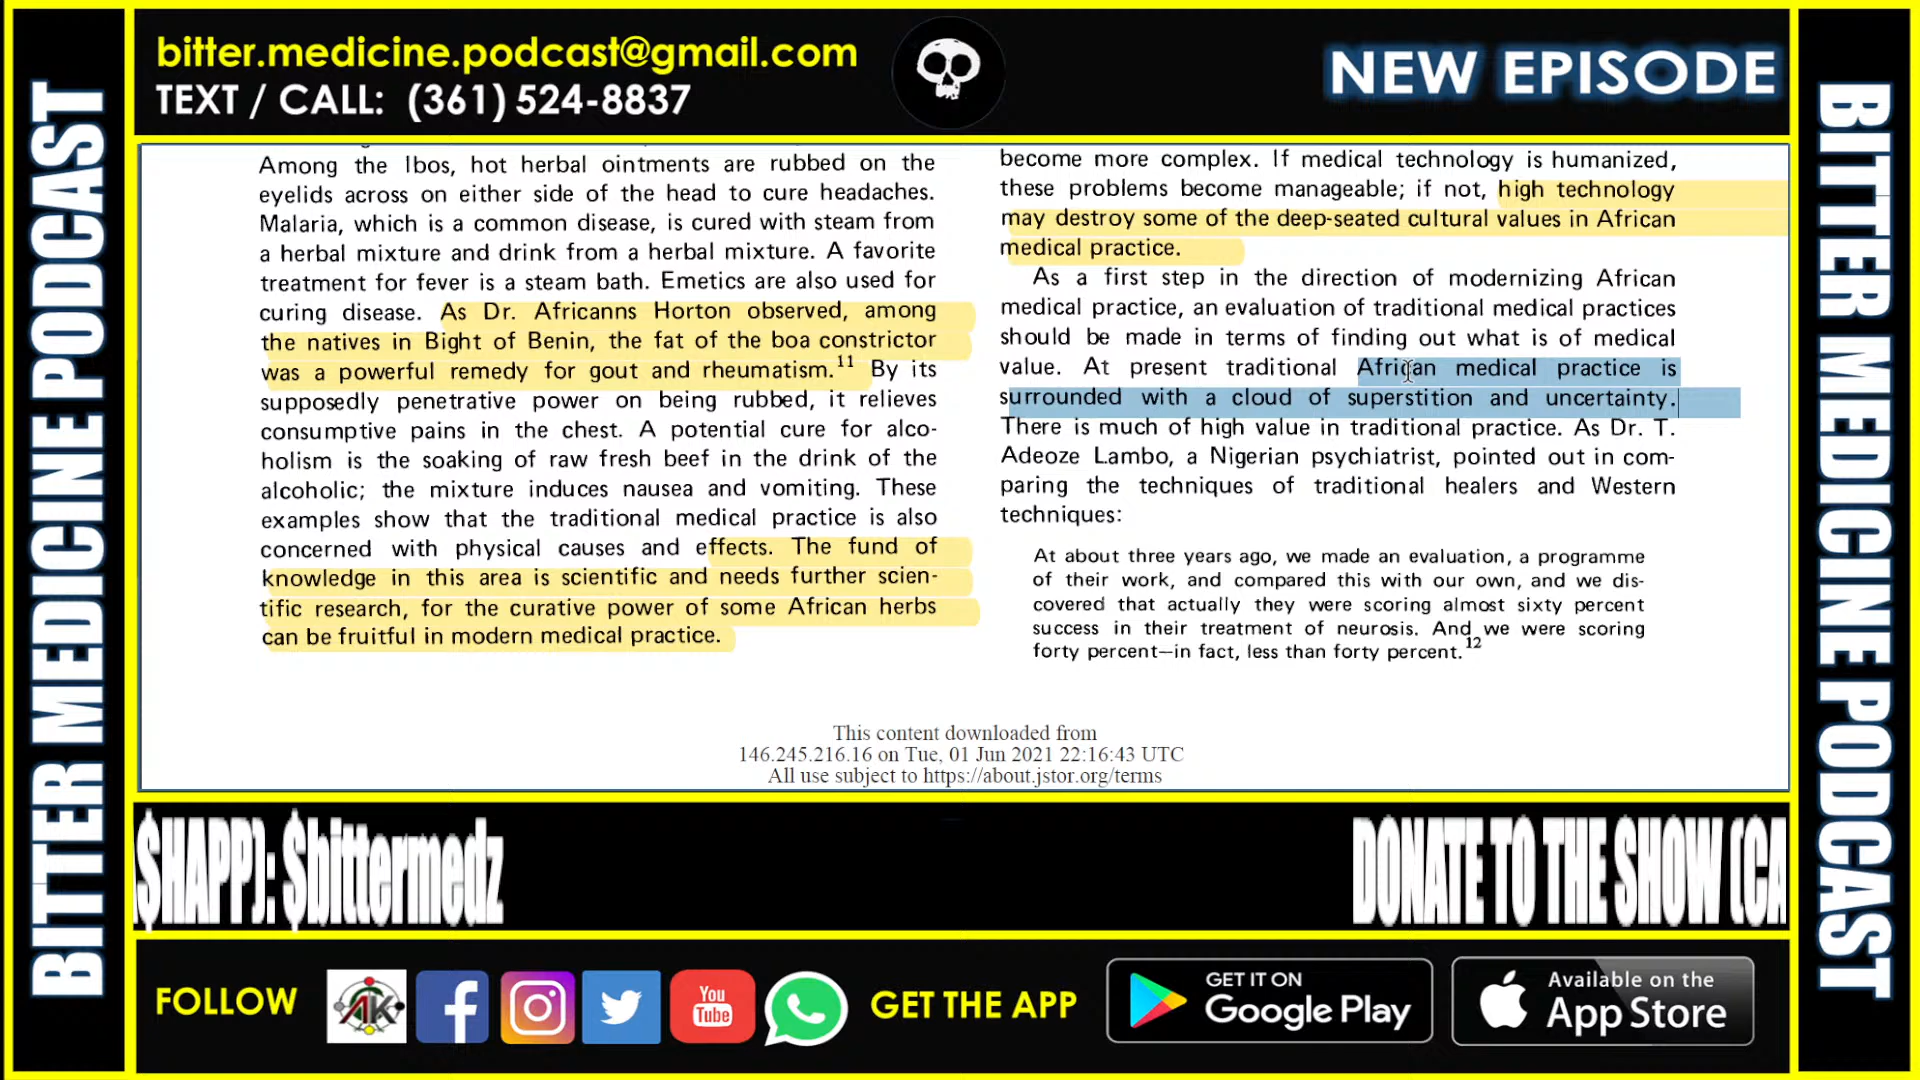 bitter.medicine.podcast@gmail.com
TEXT / CALL: (361) 524-8837
NEW EPISODE
BITTER MEDICINE PODCAST
Among the Ibos, hot herbal ointments are rubbed on the
eyelids across on either side of the head to cure headaches.
Malaria, which is a common disease, is cured with steam from
a herbal mixture and drink from a herbal mixture. A favorite
treatment for fever is a steam bath. Emetics are also used for
curing disease. As Dr. Africanns Horton observed, among
the natives in Bight of Benin, the fat of the boa constrictor
was a powerful remedy for gout and rheumatism.11 By its
supposedly penetrative power on being rubbed, it relieves
consumptive pains in the chest. A potential cure for alco-
holism is the soaking of raw fresh beef in the drink of the
alcoholic; the mixture induces nausea and vomiting. These
examples show that the traditional medical practice is also
concerned with physical causes and effects. The fund of
knowledge in this area is scientific and needs further scien-
tific research, for the curative power of some African herbs
can be fruitful in modern medical practice.
become more complex. If medical technology is humanized,
these problems become manageable; if not, high technology
may destroy some of the deep-seated cultural values in African
medical practice.
As a first step in the direction of modernizing African
medical practice, an evaluation of traditional medical practices
should be made in terms of finding out what is of medical
value. At present traditional African medical practice is
surrounded with a cloud of superstition and uncertainty.
There is much of high value in traditional practice. As Dr. T.
Adeoze Lambo, a Nigerian psychiatrist, pointed out in com-
paring the techniques of traditional healers and Western
techniques:
At about three years ago, we made an evaluation, a programme
of their work, and compared this with our own, and we dis-
covered that actually they were scoring almost sixty percent
success in their treatment of neurosis. And we were scoring
forty percent—in fact, less than forty percent.12
This content downloaded from
146.245.216.16 on Tue, 01 Jun 2021 22:16:43 UTC
All use subject to https://about.jstor.org/terms
BITTER MEDICINE PODCAST
$HAPP): $bittermedz
DONATE TO THE SHOW (CA
FOLLOW
AK
You
Tube
GET THE APP
GET IT ON
Google Play
Available on the
App Store